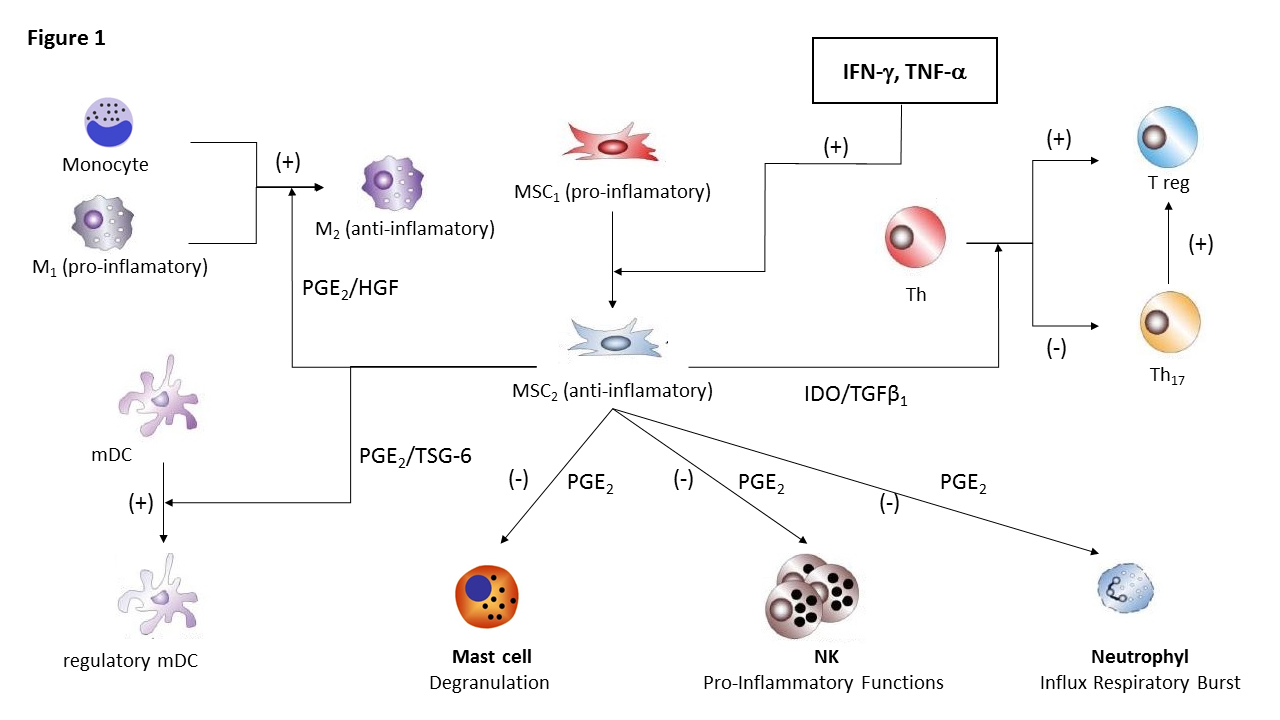 Figure 1
IFN-γ, TNF-α
Monocyte
(+)
M₂ (anti-inflamatory)
M₁ (pro-inflamatory)
PGE₂/HGF
MSC₁ (pro-inflamatory)
(+)
MSC₂ (anti-inflamatory)
Th
(+)
T reg
(+)
(-)
Th₁₇
IDO/TGFβ₁
mDC
(+)
PGE₂/TSG-6
regulatory mDC
(-)
PGE₂
(-)
PGE₂
(-)
PGE₂
Mast cell
Degranulation
NK
Pro-Inflammatory Functions
Neutrophyl
Influx Respiratory Burst